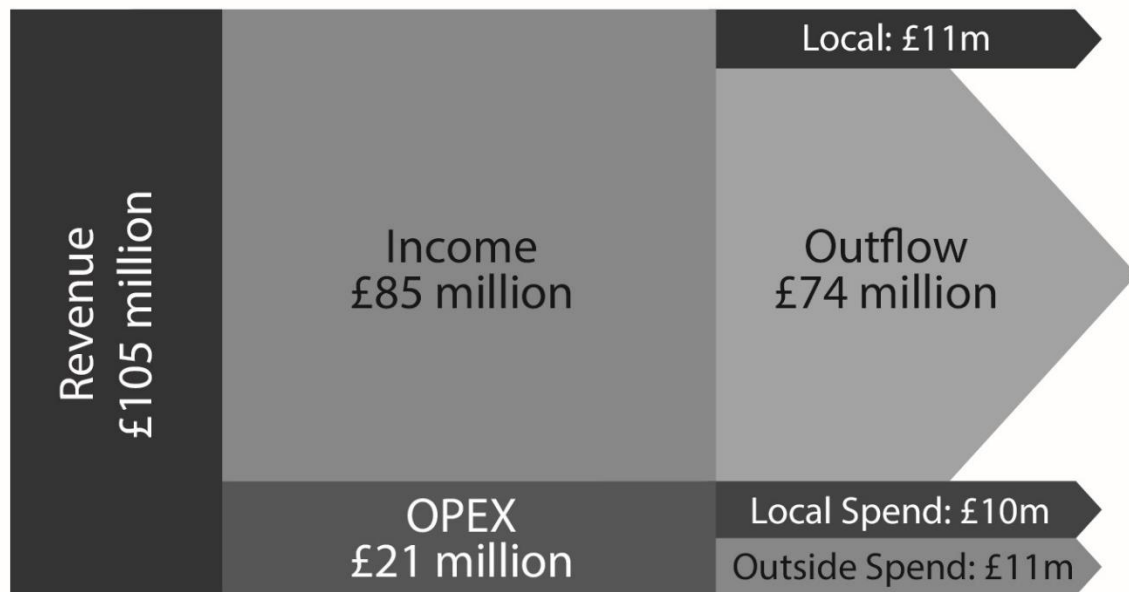 Revenue
£105 million
Income
£85 million
OPEX
£21 million
Local: £11m
Outflow
£74 million
Local Spend: £10m
Outside Spend: £11m